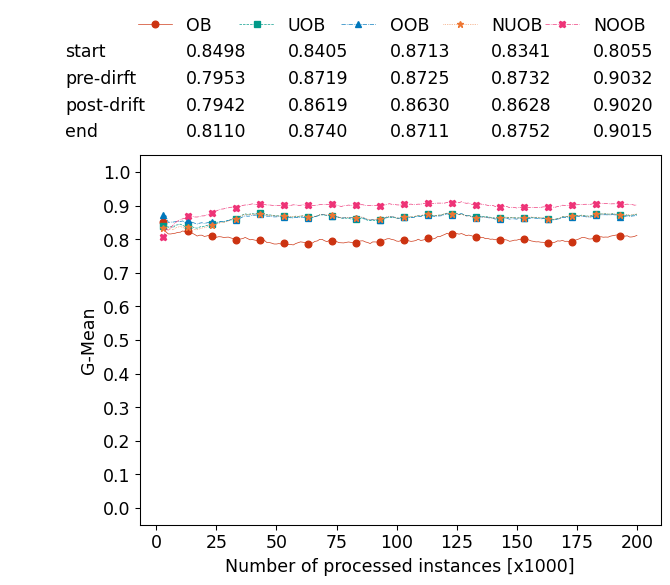 OB UOB OOB NUOB NOOB
start 0.8498 0.8405 0.8713 0.8341 0.8055
pre-dirft 0.7953 0.8719 0.8725 0.8732 0.9032
post-drift 0.7942 0.8619 0.8630 0.8628 0.9020
end 0.8110 0.8740 0.8711 0.8752 0.9015
1.0
0.9
0.8
0.7
0.6
0.5
0.4
0.3
0.2
0.1
0.0
G-Mean
0 25 50 75 100 125 150 175 200
Number of processed instances [x1000]